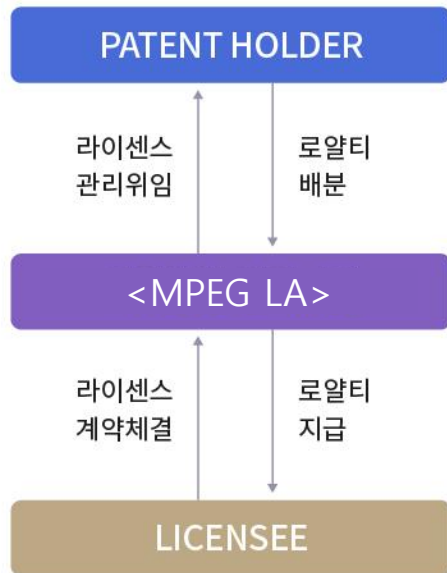 PATENT HOLDER
라이센스
관리위임
로얄티
배분
<MPEG LA>
라이센스
계약체결
로얄티
지급
LICENSEE